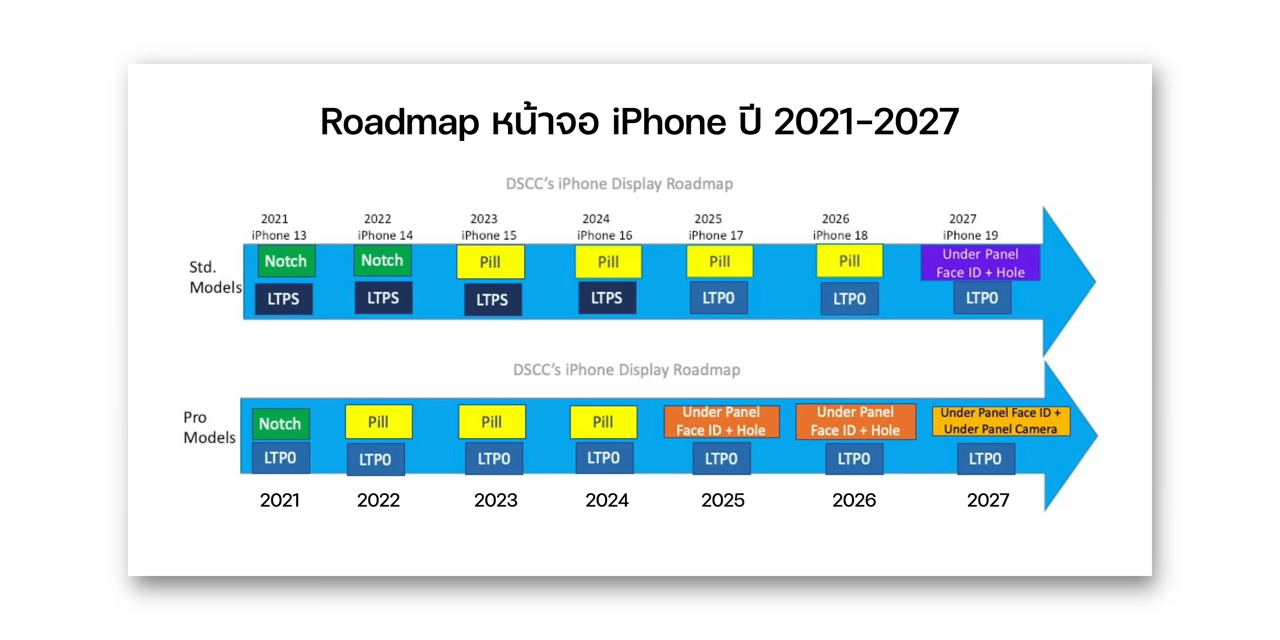 Roadmap หน้าจอ iPhone ปี 2021-2027
DSCC's iPhone Display Roadmap
2021 2022 2023 2024 2025 2026 2027
iPhone 13 iPhone 14 iPhone 15 iPhone 16 iPhone 17 iPhone 18 iPhone 19
Std.
Models
Notch Notch Pill Pill Pill Pill Under Panel
Face ID + Hole
LTPS LTPS LTPS LTPS LTPO LTPO LTPO
DSCC's iPhone Display Roadmap
Pro
Models
Notch Pill Pill Pill Under Panel
Face ID + Hole
Under Panel
Face ID + Hole
Under Panel Face ID +
Under Panel Camera
LTPO LTPO LTPO LTPO LTPO LTPO LTPO
2021 2022 2023 2024 2025 2026 2027